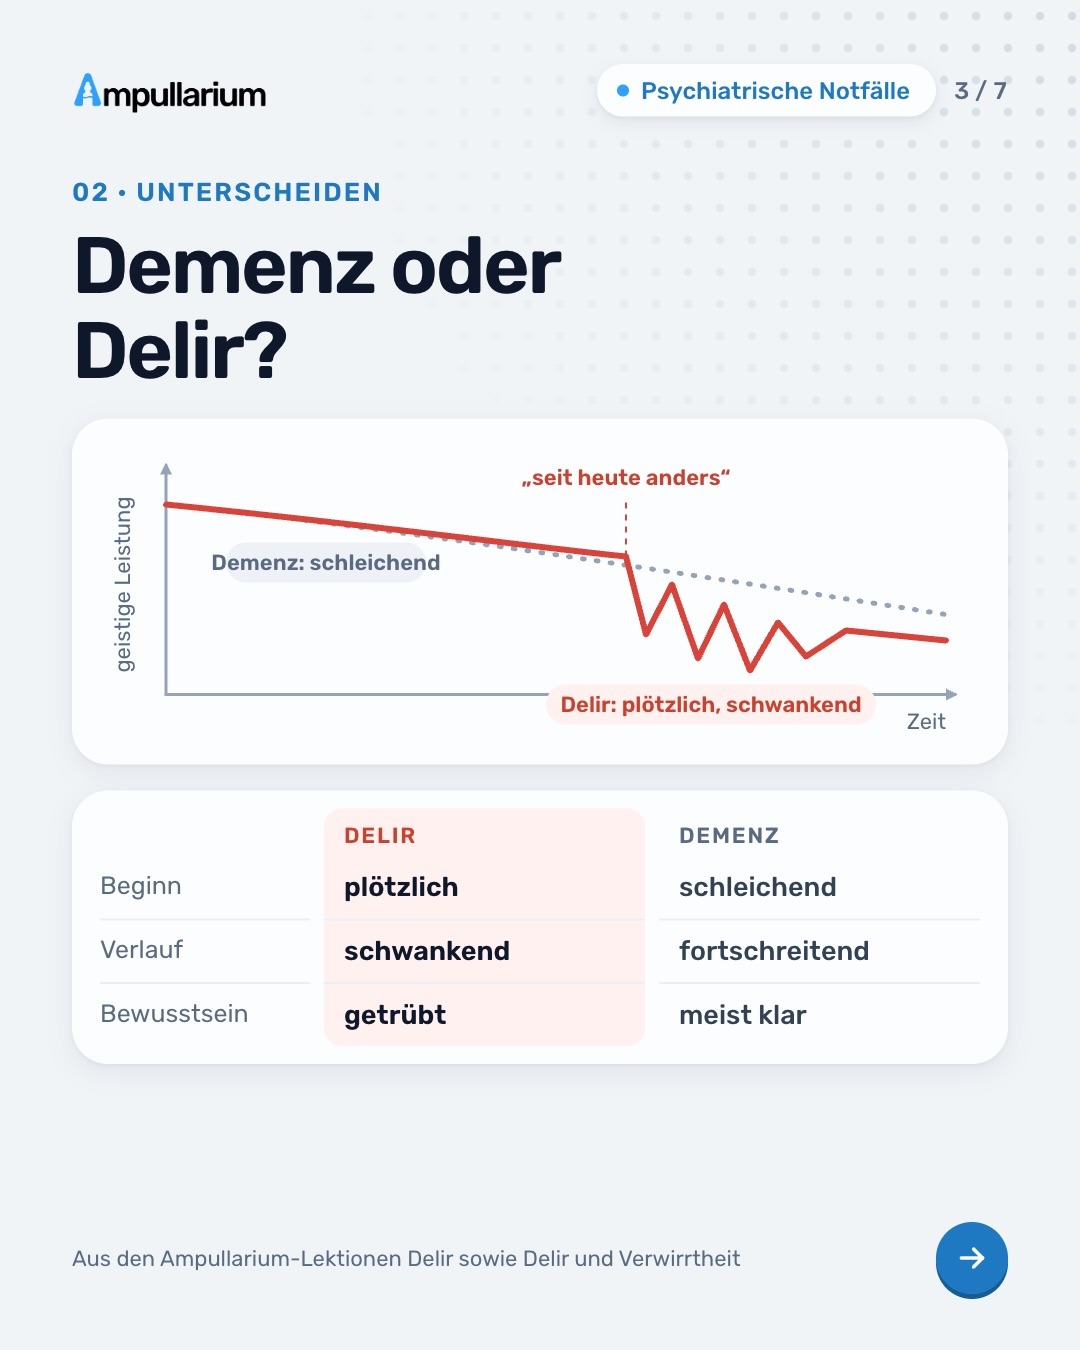 Ampullarium
Psychiatrische Notfälle
3 / 7
02 · UNTERSCHEIDEN
Demenz oder
Delir?
„seit heute anders“
geistige Leistung
Demenz: schleichend
Delir: plötzlich, schwankend
Zeit
DELIR DEMENZ
Beginn plötzlich schleichend
Verlauf schwankend fortschreitend
Bewusstsein getrübt meist klar
Aus den Ampullarium-Lektionen Delir sowie Delir und Verwirrtheit